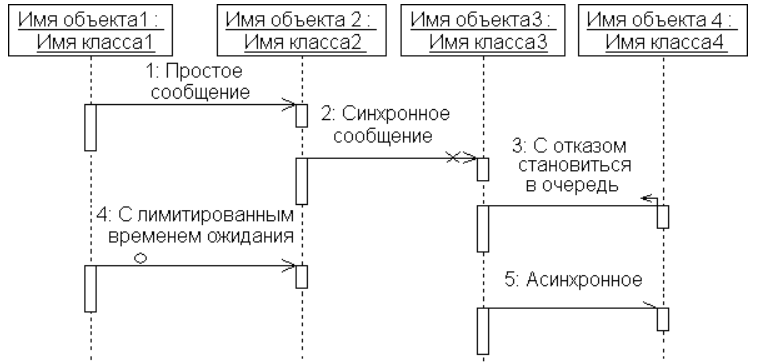 Имя объекта1 :
Имя класса1
Имя объекта 2 :
Имя класса2
Имя объекта3 :
Имя класса3
Имя объекта 4 :
Имя класса4
1: Простое
сообщение
2: Синхронное
сообщение
3: С отказом
становиться
в очередь
4: С лимитированным
временем ожидания
5: Асинхронное